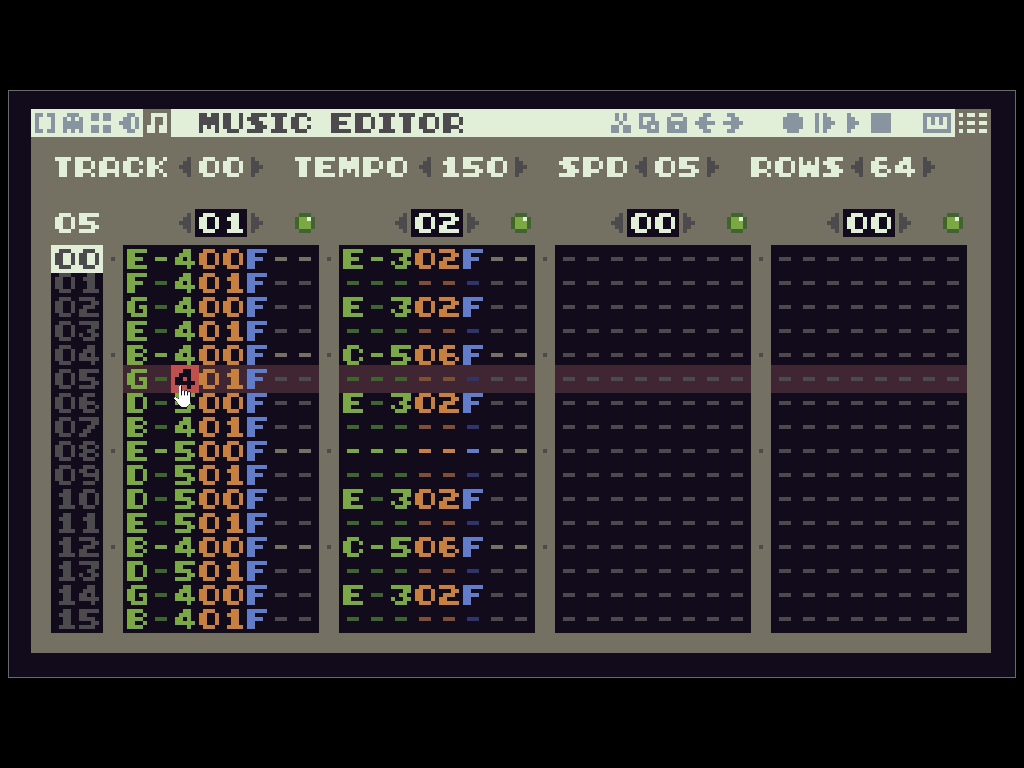 MUSIC EDITOR
TRACK 00 TEMPO 150 SPD 05 ROWS 64
05 01 02 00 00
00 E-400F-- E-302F-- -------- --------
01 F-401F-- -------- -------- --------
02 G-400F-- E-302F-- -------- --------
03 E-401F-- -------- -------- --------
04 B-400F-- C-506F-- -------- --------
05 G-401F-- -------- -------- --------
06 D-500F-- E-302F-- -------- --------
07 B-401F-- -------- -------- --------
08 E-500F-- -------- -------- --------
09 D-501F-- -------- -------- --------
10 D-500F-- E-302F-- -------- --------
11 E-501F-- -------- -------- --------
12 B-400F-- C-506F-- -------- --------
13 D-501F-- -------- -------- --------
14 G-400F-- E-302F-- -------- --------
15 B-401F-- -------- -------- --------